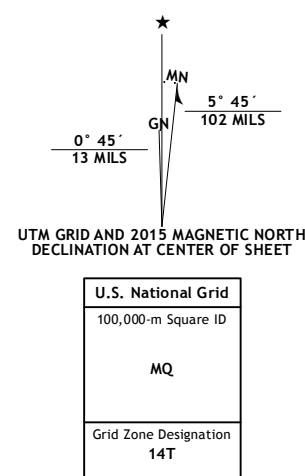 ★
MN
GN
5° 45´
102 MILS
0° 45´
13 MILS
UTM GRID AND 2015 MAGNETIC NORTH
DECLINATION AT CENTER OF SHEET
U.S. National Grid
100,000-m Square ID
MQ
Grid Zone Designation
14T